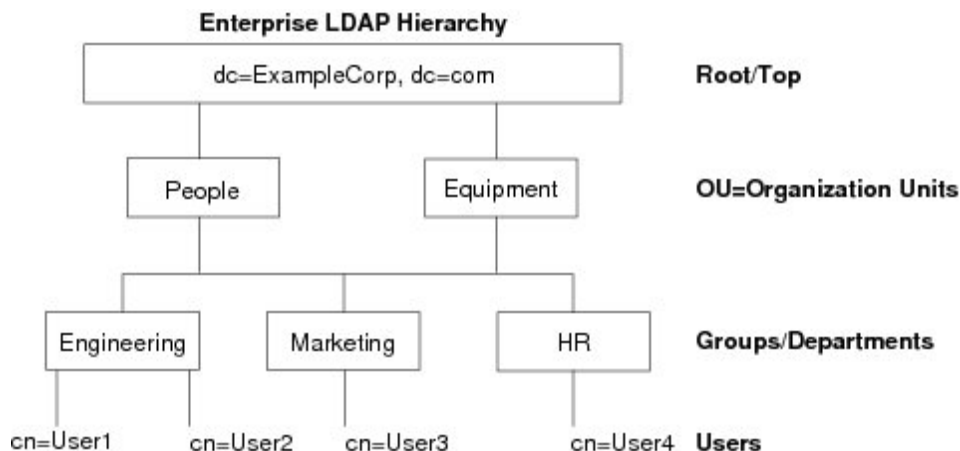 Enterprise LDAP Hierarchy
dc=ExampleCorp, dc=com
Root/Top
People
Equipment
OU=Organization Units
Engineering
Marketing
HR
Groups/Departments
cn=User1
cn=User2
cn=User3
cn=User4
Users